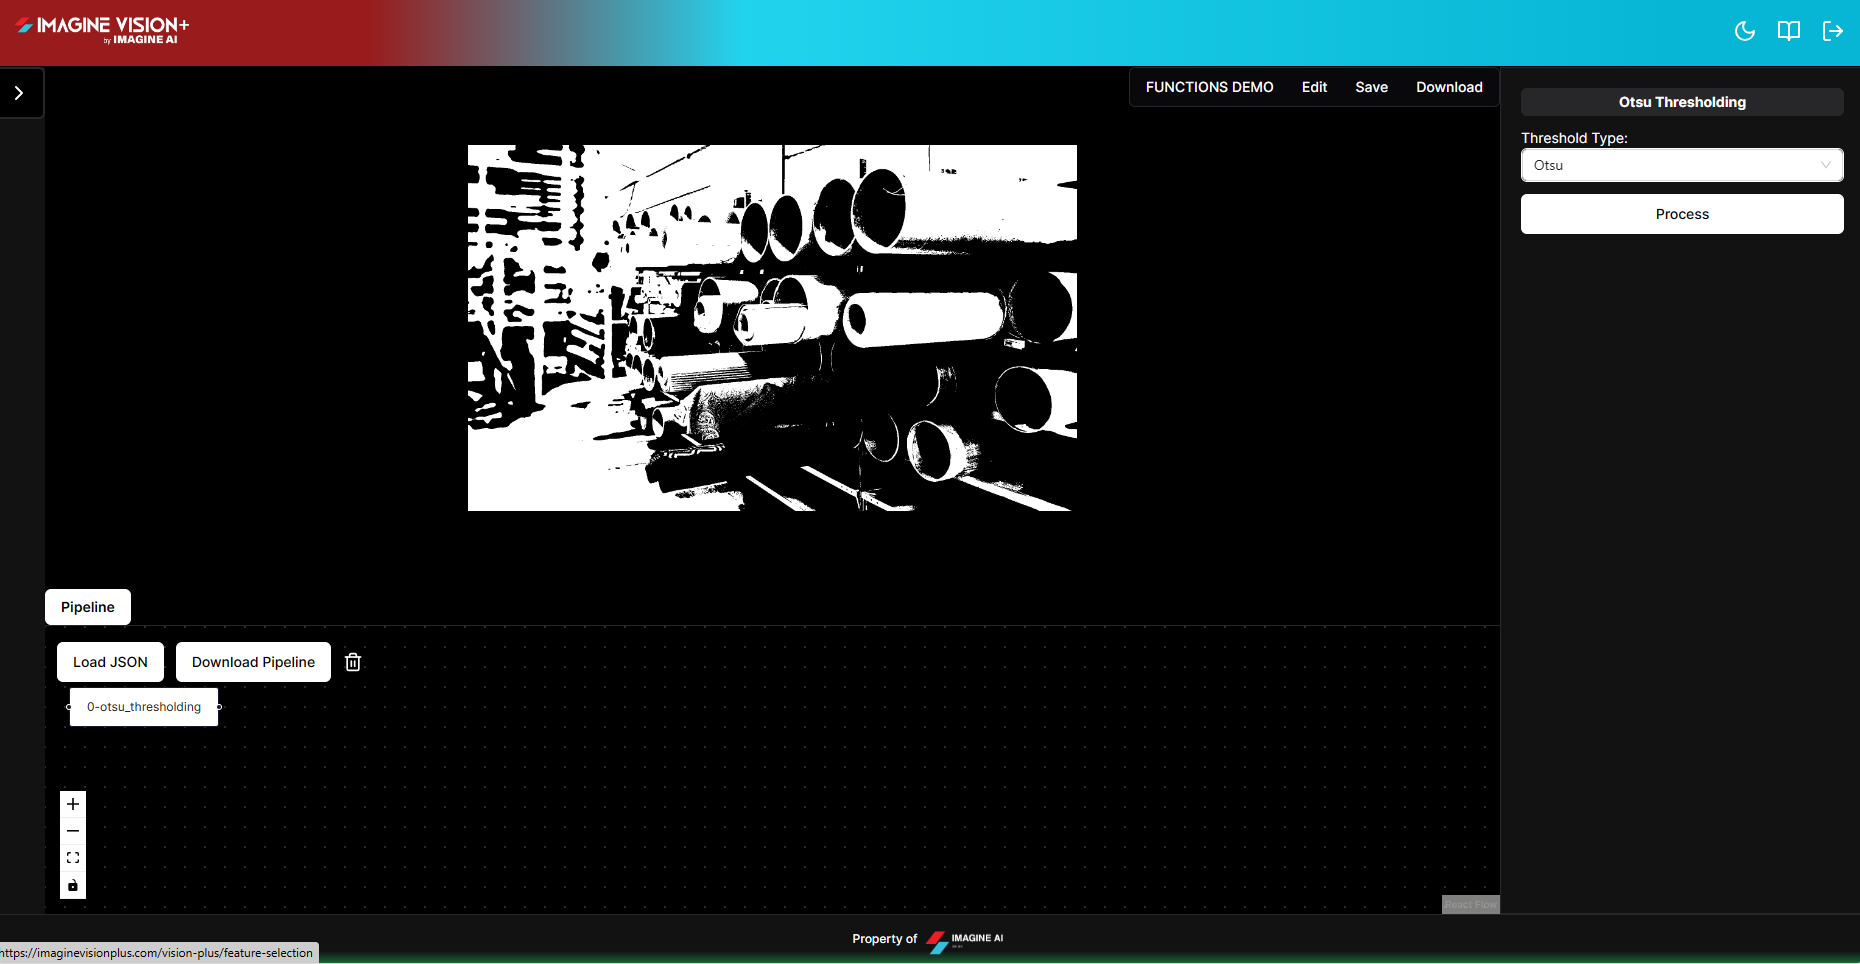 IMAGINE VISION+
by IMAGINE AI
FUNCTIONS DEMO Edit Save Download
Otsu Thresholding
Threshold Type:
Otsu
Process
Pipeline
Load JSON Download Pipeline
0-otsu_thresholding
React Flow
Property of IMAGINE AI
https://imaginevisionplus.com/vision-plus/feature-selection